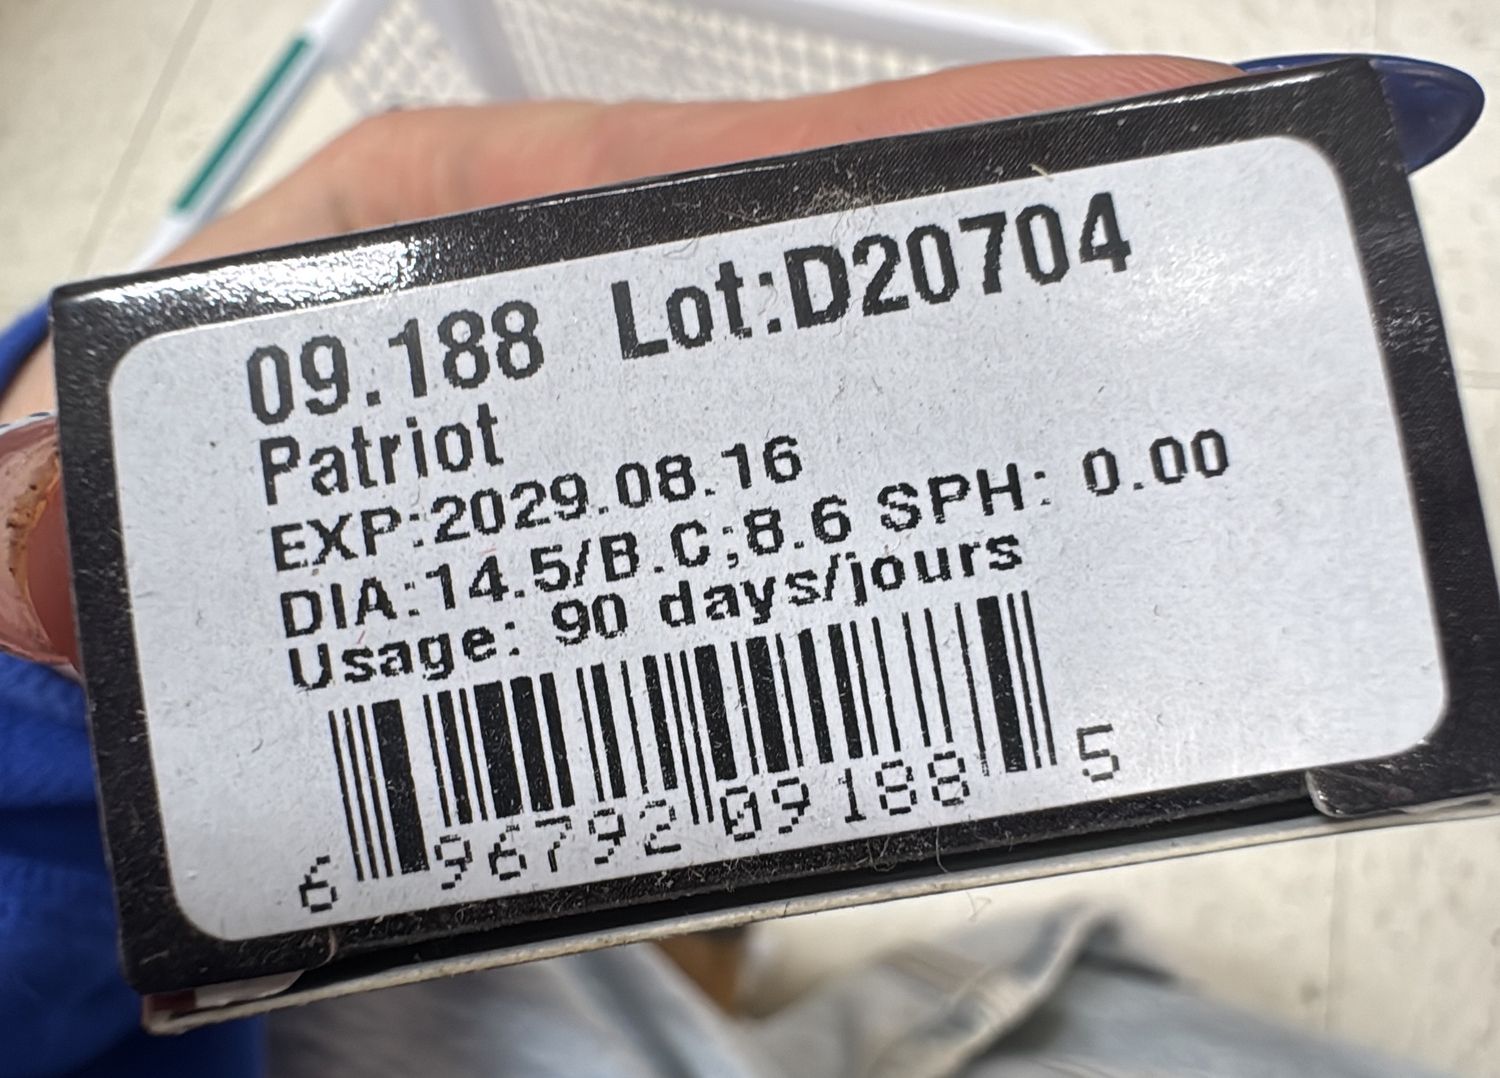 09.188 Lot:D20704
Patriot
EXP:2029.08.16
DIA:14.5/B.C;8.6 SPH: 0.00
Usage: 90 days/jours
6 96792 09188 5